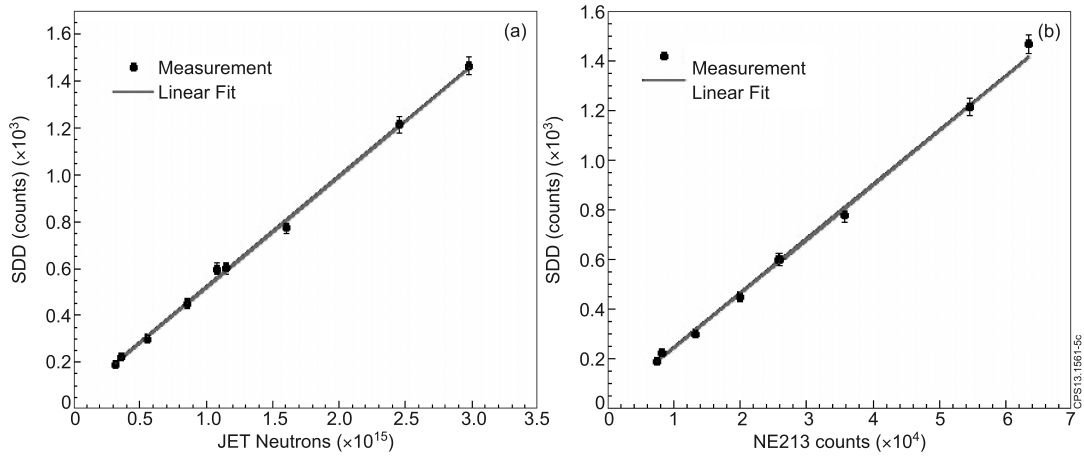 (a)
Measurement
Linear Fit
SDD (counts) (×10³)
1.6
1.4
1.2
1.0
0.8
0.6
0.4
0.2
0
0 0.5 1.0 1.5 2.0 2.5 3.0 3.5
JET Neutrons (×10¹⁵)
(b)
Measurement
Linear Fit
SDD (counts) (×10³)
1.6
1.4
1.2
1.0
0.8
0.6
0.4
0.2
0
0 1 2 3 4 5 6 7
NE213 counts (×10⁴)
CPS13.1561-5c